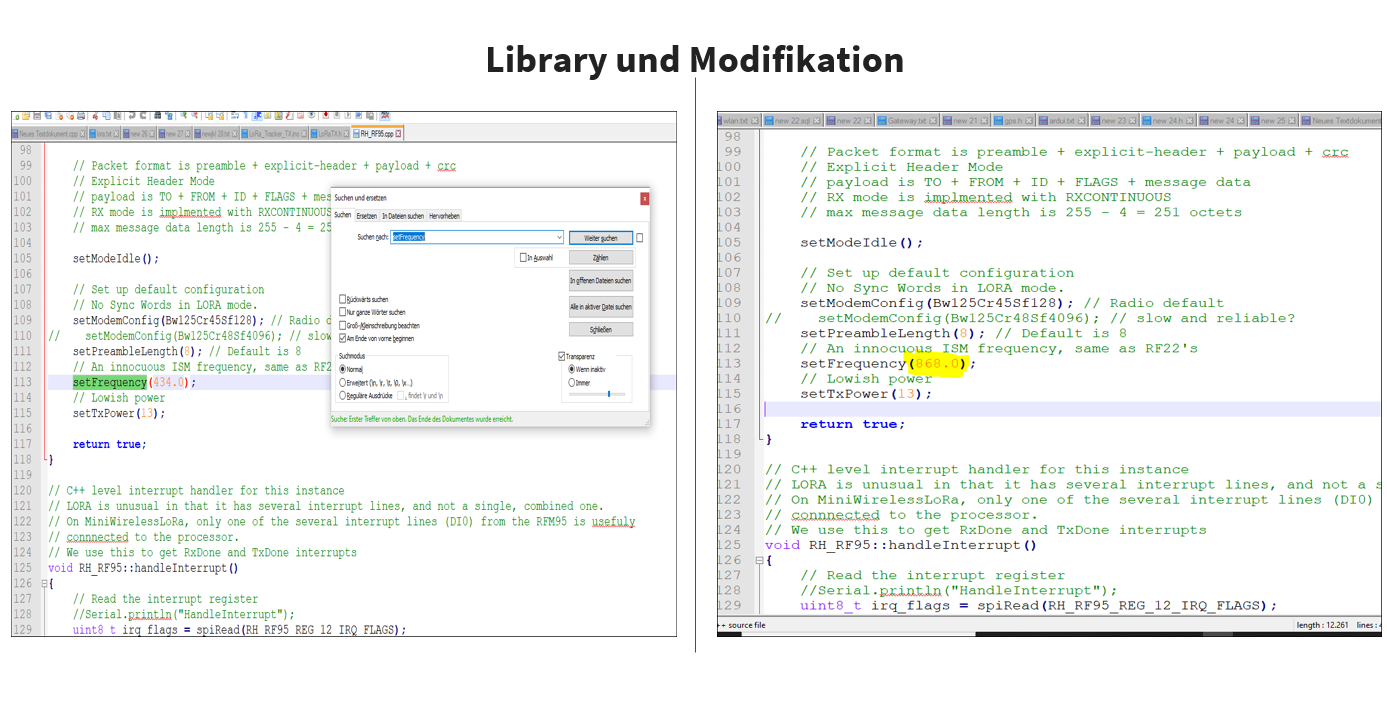 Library und Modifikation
Neues Textdokument.cpp lora.txt new 26 new 27 newjkl 28.txt LoRa_Tracker_TX.ino LoRaTX.h RH_RF95.cpp
98
99 // Packet format is preamble + explicit-header + payload + crc
100 // Explicit Header Mode
101 // payload is TO + FROM + ID + FLAGS + mes
102 // RX mode is implmented with RXCONTINUOUS
103 // max message data length is 255 - 4 = 25
104
105 setModeIdle();
106
107 // Set up default configuration
108 // No Sync Words in LORA mode.
109 setModemConfig(Bw125Cr45Sf128); // Radio d
110 // setModemConfig(Bw125Cr48Sf4096); // slow
111 setPreambleLength(8); // Default is 8
112 // An innocuous ISM frequency, same as RF2
113 setFrequency(434.0);
114 // Lowish power
115 setTxPower(13);
116
117 return true;
118 }
119
120 // C++ level interrupt handler for this instance
121 // LORA is unusual in that it has several interrupt lines, and not a single, combined one.
122 // On MiniWirelessLoRa, only one of the several interrupt lines (DI0) from the RFM95 is usefuly
123 // connnected to the processor.
124 // We use this to get RxDone and TxDone interrupts
125 void RH_RF95::handleInterrupt()
126 {
127 // Read the interrupt register
128 //Serial.println("HandleInterrupt");
129 uint8_t irq_flags = spiRead(RH_RF95_REG_12_IRQ_FLAGS);
Suchen und ersetzen
x
Suchen Ersetzen In Dateien suchen Hervorheben
Suchen nach: setFrequency
Weiter suchen
In Auswahl
Zählen
In offenen Dateien suchen
Alle in aktiver Datei suchen
Schließen
Rückwärts suchen
Nur ganze Wörter suchen
Groß-/Kleinschreibung beachten
Am Ende von vorne beginnen
Suchmodus
Normal
Erweitert (\n, \r, \t, \0, \x...)
Reguläre Ausdrücke . findet \r und \n
Transparenz
Wenn inaktiv
Immer
Suche: Erster Treffer von oben. Das Ende des Dokumentes wurde erreicht.
wlan.txt new 22.sql new 22 Gateway.txt new 21 gps.h ardui.txt new 23 new 24.h new 24 new 25 Neues Textdokument
98
99 // Packet format is preamble + explicit-header + payload + crc
100 // Explicit Header Mode
101 // payload is TO + FROM + ID + FLAGS + message data
102 // RX mode is implmented with RXCONTINUOUS
103 // max message data length is 255 - 4 = 251 octets
104
105 setModeIdle();
106
107 // Set up default configuration
108 // No Sync Words in LORA mode.
109 setModemConfig(Bw125Cr45Sf128); // Radio default
110 // setModemConfig(Bw125Cr48Sf4096); // slow and reliable?
111 setPreambleLength(8); // Default is 8
112 // An innocuous ISM frequency, same as RF22's
113 setFrequency(868.0);
114 // Lowish power
115 setTxPower(13);
116
117 return true;
118 }
119
120 // C++ level interrupt handler for this instance
121 // LORA is unusual in that it has several interrupt lines, and not a s
122 // On MiniWirelessLoRa, only one of the several interrupt lines (DI0)
123 // connnected to the processor.
124 // We use this to get RxDone and TxDone interrupts
125 void RH_RF95::handleInterrupt()
126 {
127 // Read the interrupt register
128 //Serial.println("HandleInterrupt");
129 uint8_t irq_flags = spiRead(RH_RF95_REG_12_IRQ_FLAGS);
++ source file length : 12.261 lines : 4